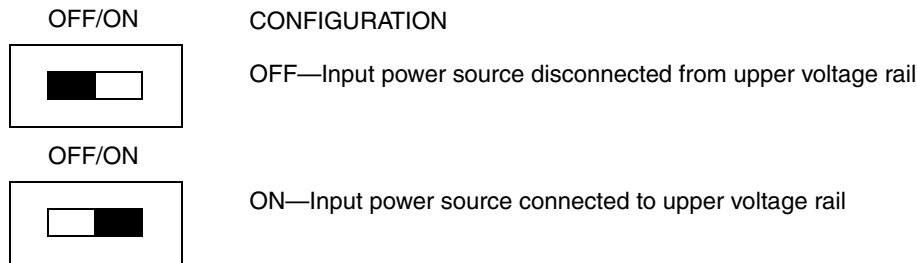 OFF/ON
CONFIGURATION
OFF—Input power source disconnected from upper voltage rail
OFF/ON
ON—Input power source connected to upper voltage rail